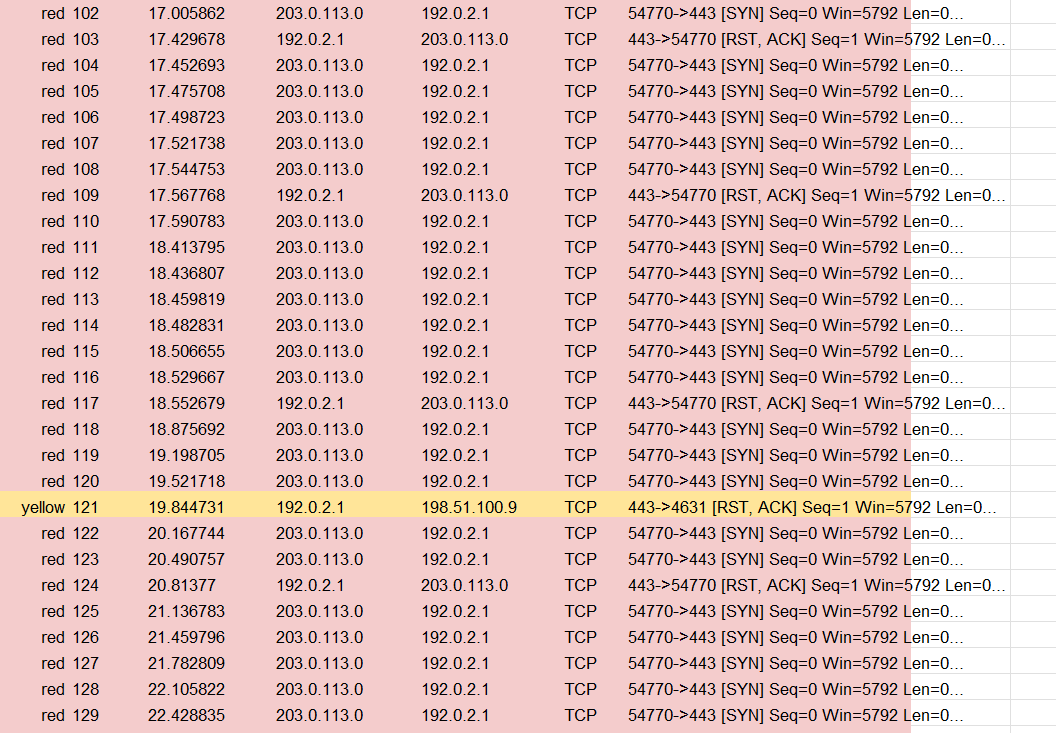 red 102 17.005862 203.0.113.0 192.0.2.1 TCP 54770->443 [SYN] Seq=0 Win=5792 Len=0...
red 103 17.429678 192.0.2.1 203.0.113.0 TCP 443->54770 [RST, ACK] Seq=1 Win=5792 Len=0...
red 104 17.452693 203.0.113.0 192.0.2.1 TCP 54770->443 [SYN] Seq=0 Win=5792 Len=0...
red 105 17.475708 203.0.113.0 192.0.2.1 TCP 54770->443 [SYN] Seq=0 Win=5792 Len=0...
red 106 17.498723 203.0.113.0 192.0.2.1 TCP 54770->443 [SYN] Seq=0 Win=5792 Len=0...
red 107 17.521738 203.0.113.0 192.0.2.1 TCP 54770->443 [SYN] Seq=0 Win=5792 Len=0...
red 108 17.544753 203.0.113.0 192.0.2.1 TCP 54770->443 [SYN] Seq=0 Win=5792 Len=0...
red 109 17.567768 192.0.2.1 203.0.113.0 TCP 443->54770 [RST, ACK] Seq=1 Win=5792 Len=0...
red 110 17.590783 203.0.113.0 192.0.2.1 TCP 54770->443 [SYN] Seq=0 Win=5792 Len=0...
red 111 18.413795 203.0.113.0 192.0.2.1 TCP 54770->443 [SYN] Seq=0 Win=5792 Len=0...
red 112 18.436807 203.0.113.0 192.0.2.1 TCP 54770->443 [SYN] Seq=0 Win=5792 Len=0...
red 113 18.459819 203.0.113.0 192.0.2.1 TCP 54770->443 [SYN] Seq=0 Win=5792 Len=0...
red 114 18.482831 203.0.113.0 192.0.2.1 TCP 54770->443 [SYN] Seq=0 Win=5792 Len=0...
red 115 18.506655 203.0.113.0 192.0.2.1 TCP 54770->443 [SYN] Seq=0 Win=5792 Len=0...
red 116 18.529667 203.0.113.0 192.0.2.1 TCP 54770->443 [SYN] Seq=0 Win=5792 Len=0...
red 117 18.552679 192.0.2.1 203.0.113.0 TCP 443->54770 [RST, ACK] Seq=1 Win=5792 Len=0...
red 118 18.875692 203.0.113.0 192.0.2.1 TCP 54770->443 [SYN] Seq=0 Win=5792 Len=0...
red 119 19.198705 203.0.113.0 192.0.2.1 TCP 54770->443 [SYN] Seq=0 Win=5792 Len=0...
red 120 19.521718 203.0.113.0 192.0.2.1 TCP 54770->443 [SYN] Seq=0 Win=5792 Len=0...
yellow 121 19.844731 192.0.2.1 198.51.100.9 TCP 443->4631 [RST, ACK] Seq=1 Win=5792 Len=0...
red 122 20.167744 203.0.113.0 192.0.2.1 TCP 54770->443 [SYN] Seq=0 Win=5792 Len=0...
red 123 20.490757 203.0.113.0 192.0.2.1 TCP 54770->443 [SYN] Seq=0 Win=5792 Len=0...
red 124 20.81377 192.0.2.1 203.0.113.0 TCP 443->54770 [RST, ACK] Seq=1 Win=5792 Len=0...
red 125 21.136783 203.0.113.0 192.0.2.1 TCP 54770->443 [SYN] Seq=0 Win=5792 Len=0...
red 126 21.459796 203.0.113.0 192.0.2.1 TCP 54770->443 [SYN] Seq=0 Win=5792 Len=0...
red 127 21.782809 203.0.113.0 192.0.2.1 TCP 54770->443 [SYN] Seq=0 Win=5792 Len=0...
red 128 22.105822 203.0.113.0 192.0.2.1 TCP 54770->443 [SYN] Seq=0 Win=5792 Len=0...
red 129 22.428835 203.0.113.0 192.0.2.1 TCP 54770->443 [SYN] Seq=0 Win=5792 Len=0...